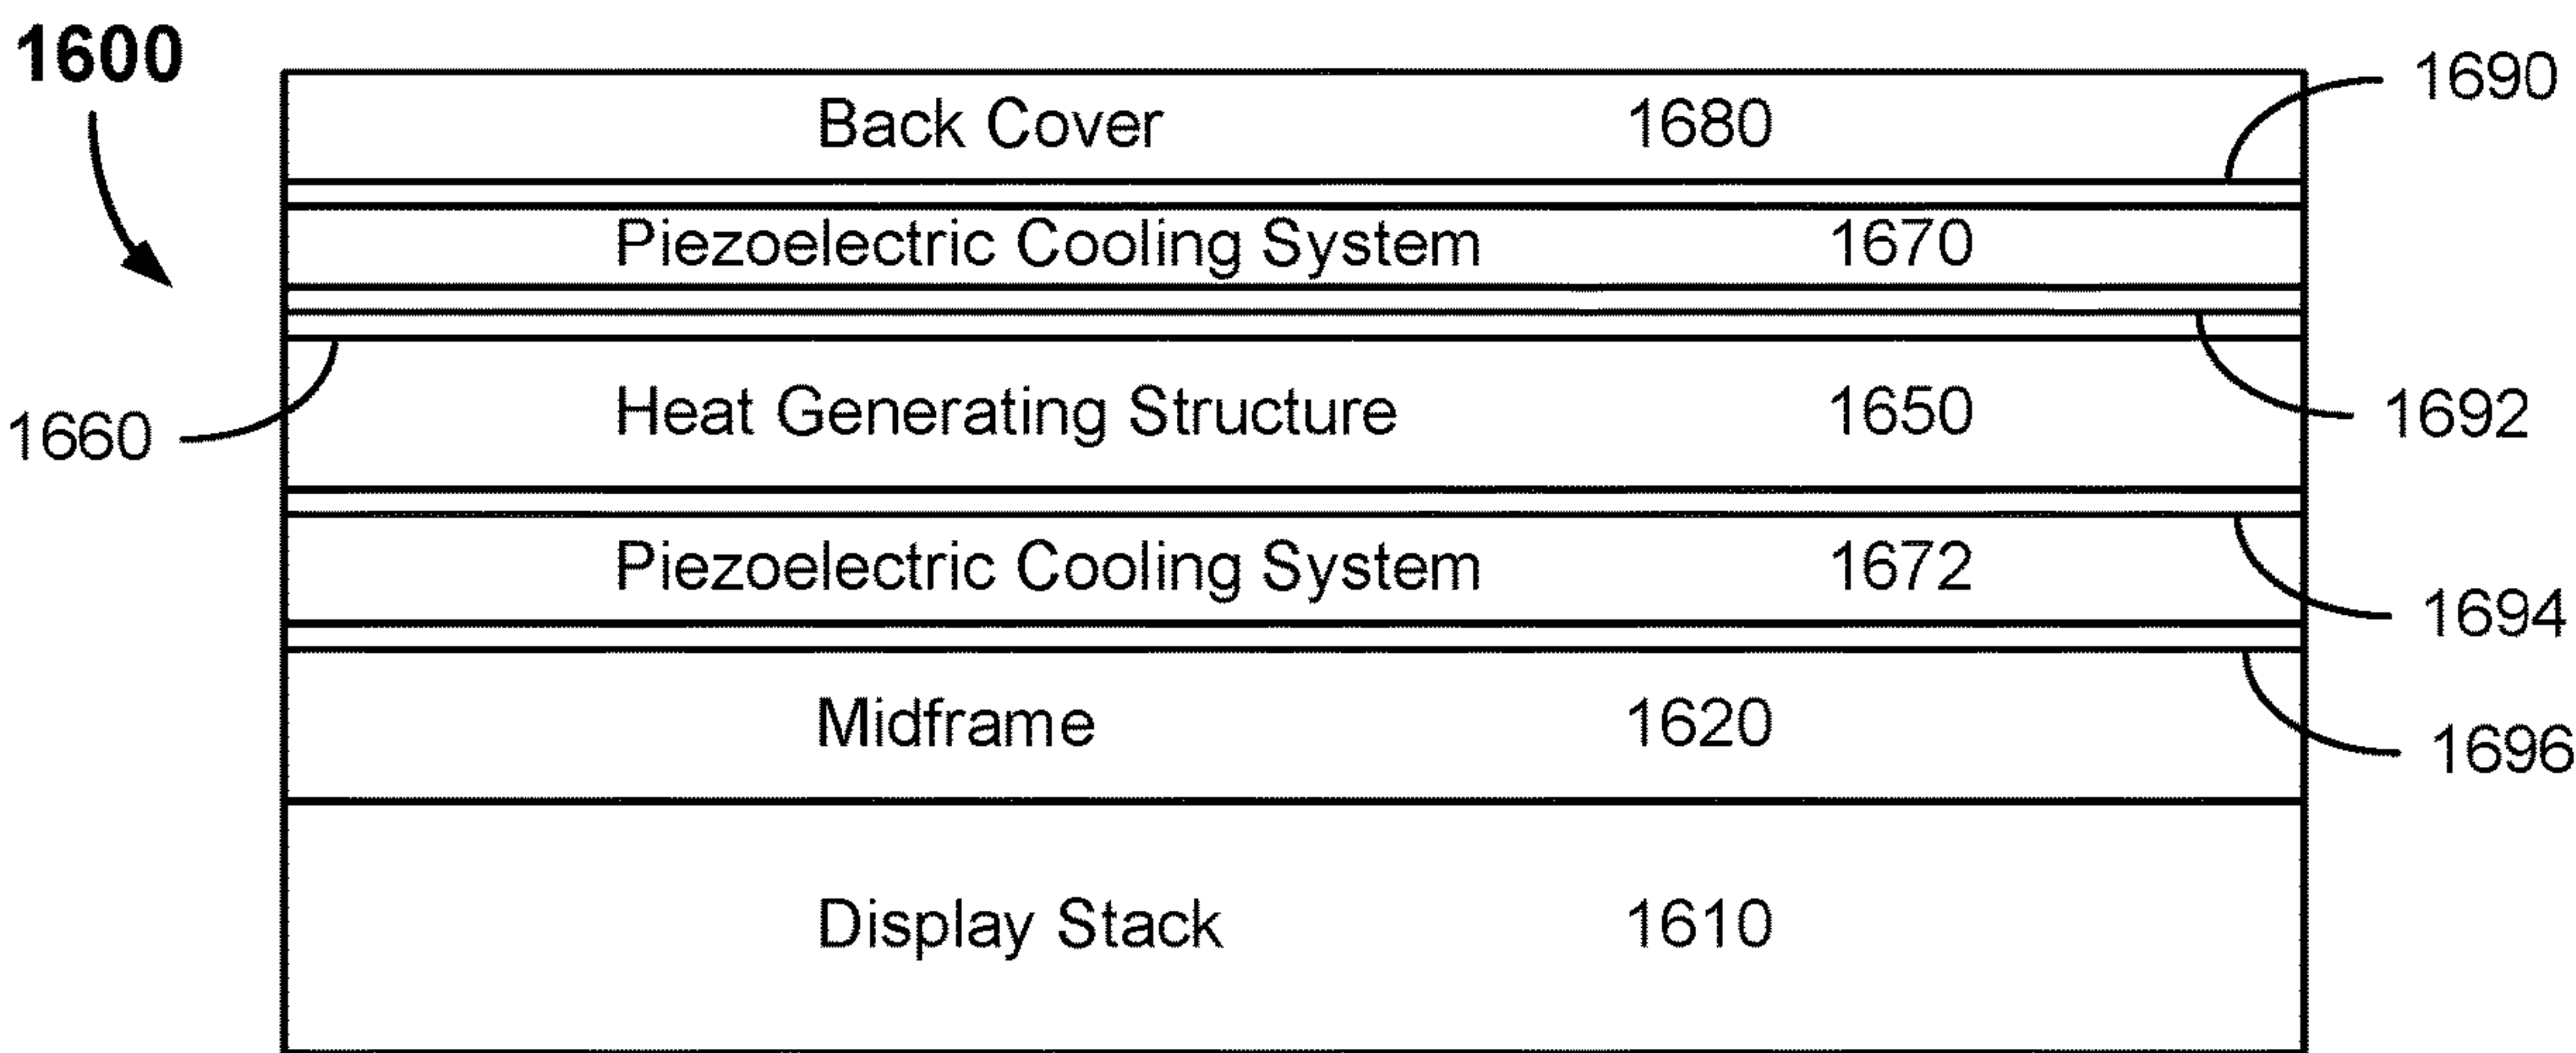 1600
Back Cover 1680
1690
Piezoelectric Cooling System 1670
1660
Heat Generating Structure 1650
1692
Piezoelectric Cooling System 1672
1694
Midframe 1620
1696
Display Stack 1610